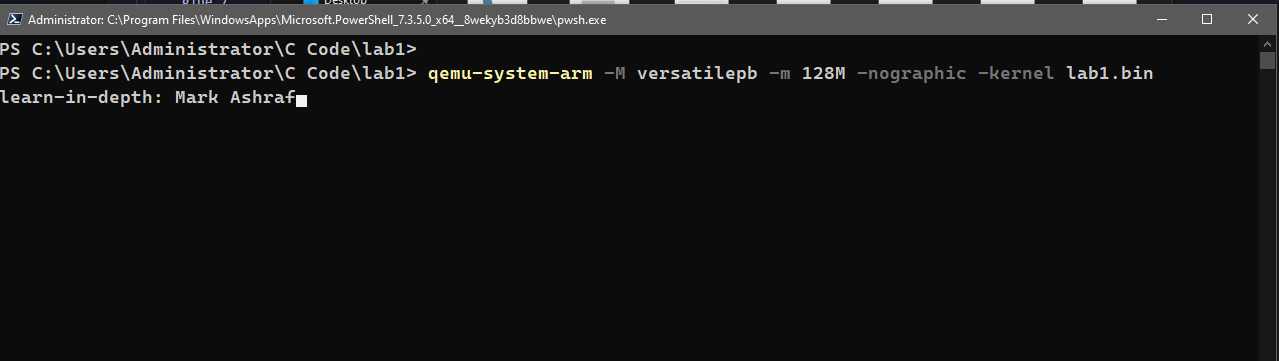 Desktop
Administrator: C:\Program Files\WindowsApps\Microsoft.PowerShell_7.3.5.0_x64__8wekyb3d8bbwe\pwsh.exe
PS C:\Users\Administrator\C Code\lab1>
PS C:\Users\Administrator\C Code\lab1> qemu-system-arm -M versatilepb -m 128M -nographic -kernel lab1.bin
learn-in-depth: Mark Ashraf